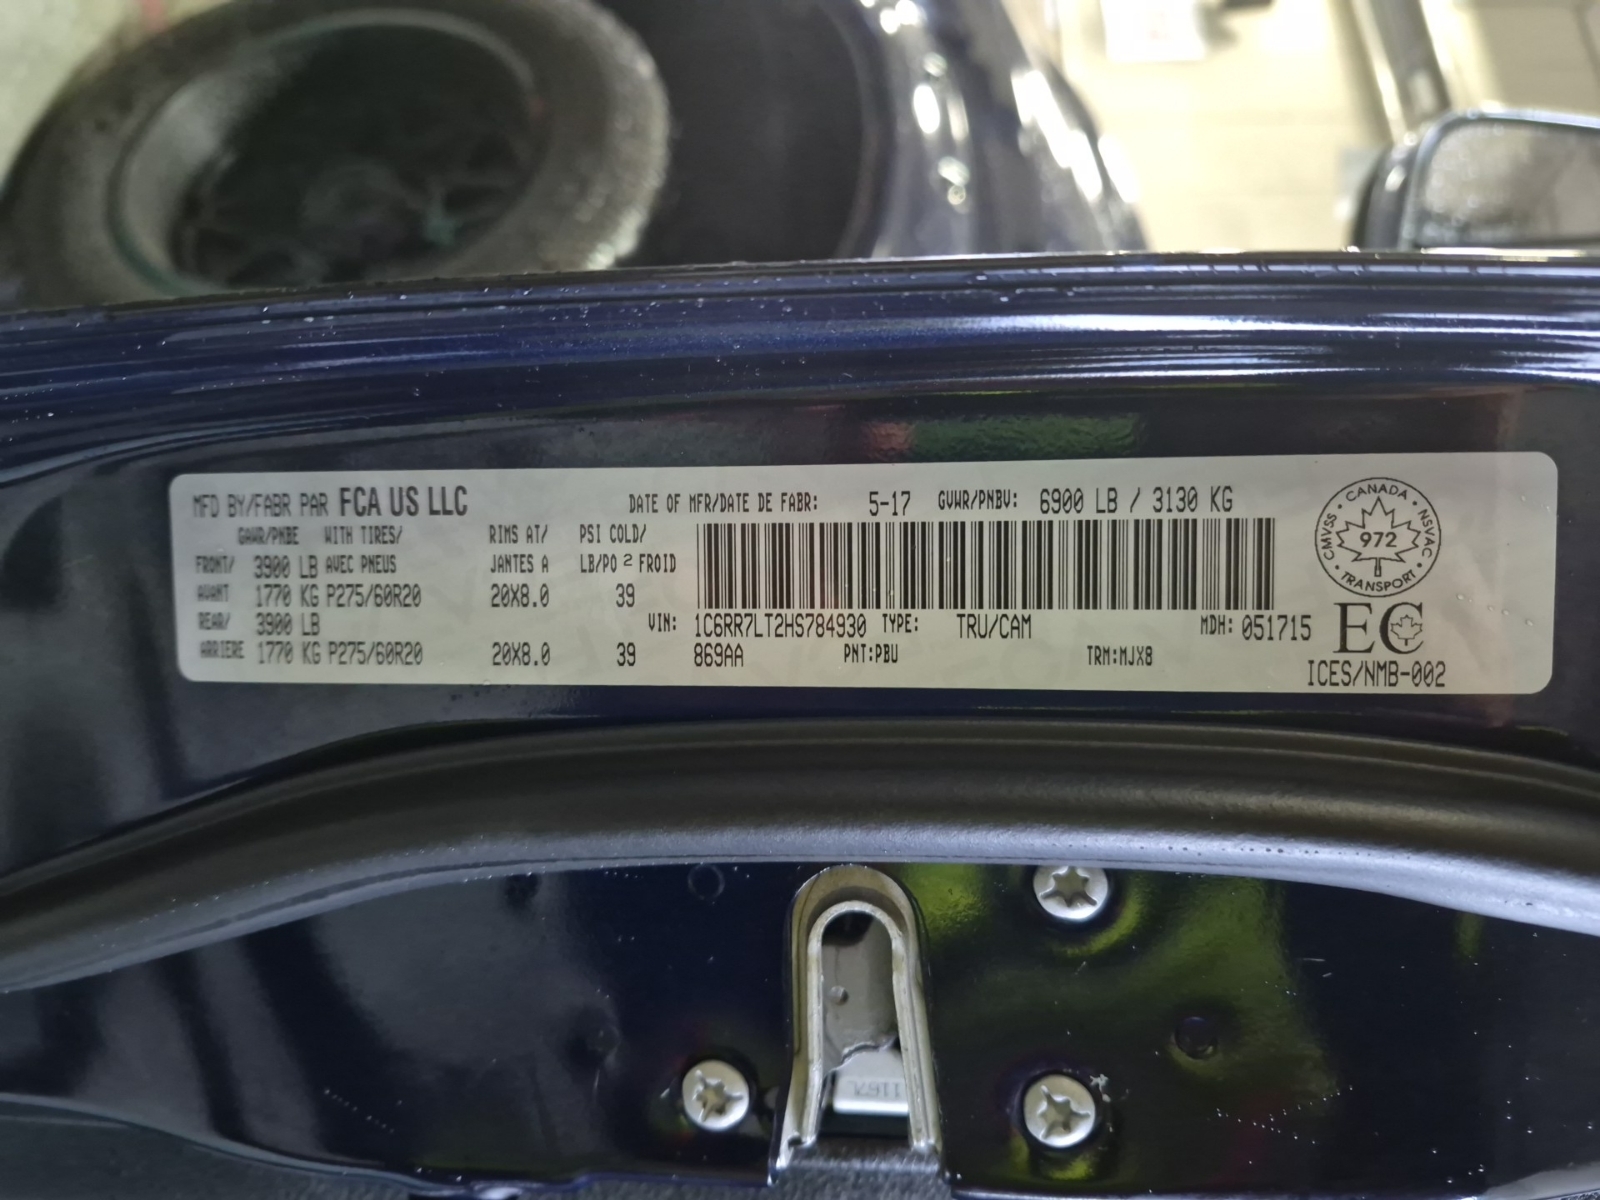 MFD BY/FABR PAR FCA US LLC DATE OF MFR/DATE DE FABR: 5-17 GVWR/PNBV: 6900 LB / 3130 KG
GAWR/PNBE WITH TIRES/ RIMS AT/ PSI COLD/
FRONT/ 3900 LB AVEC PNEUS JANTES A LB/PO 2 FROID
AVANT 1770 KG P275/60R20 20X8.0 39
REAR/ 3900 LB VIN: 1C6RR7LT2HS784930 TYPE: TRU/CAM MDH: 051715
ARRIERE 1770 KG P275/60R20 20X8.0 39 869AA PNT:PBU TRM:MJX8
CANADA
CMVSS 972 NSVAC
TRANSPORT
EC
ICES/NMB-002
1167L